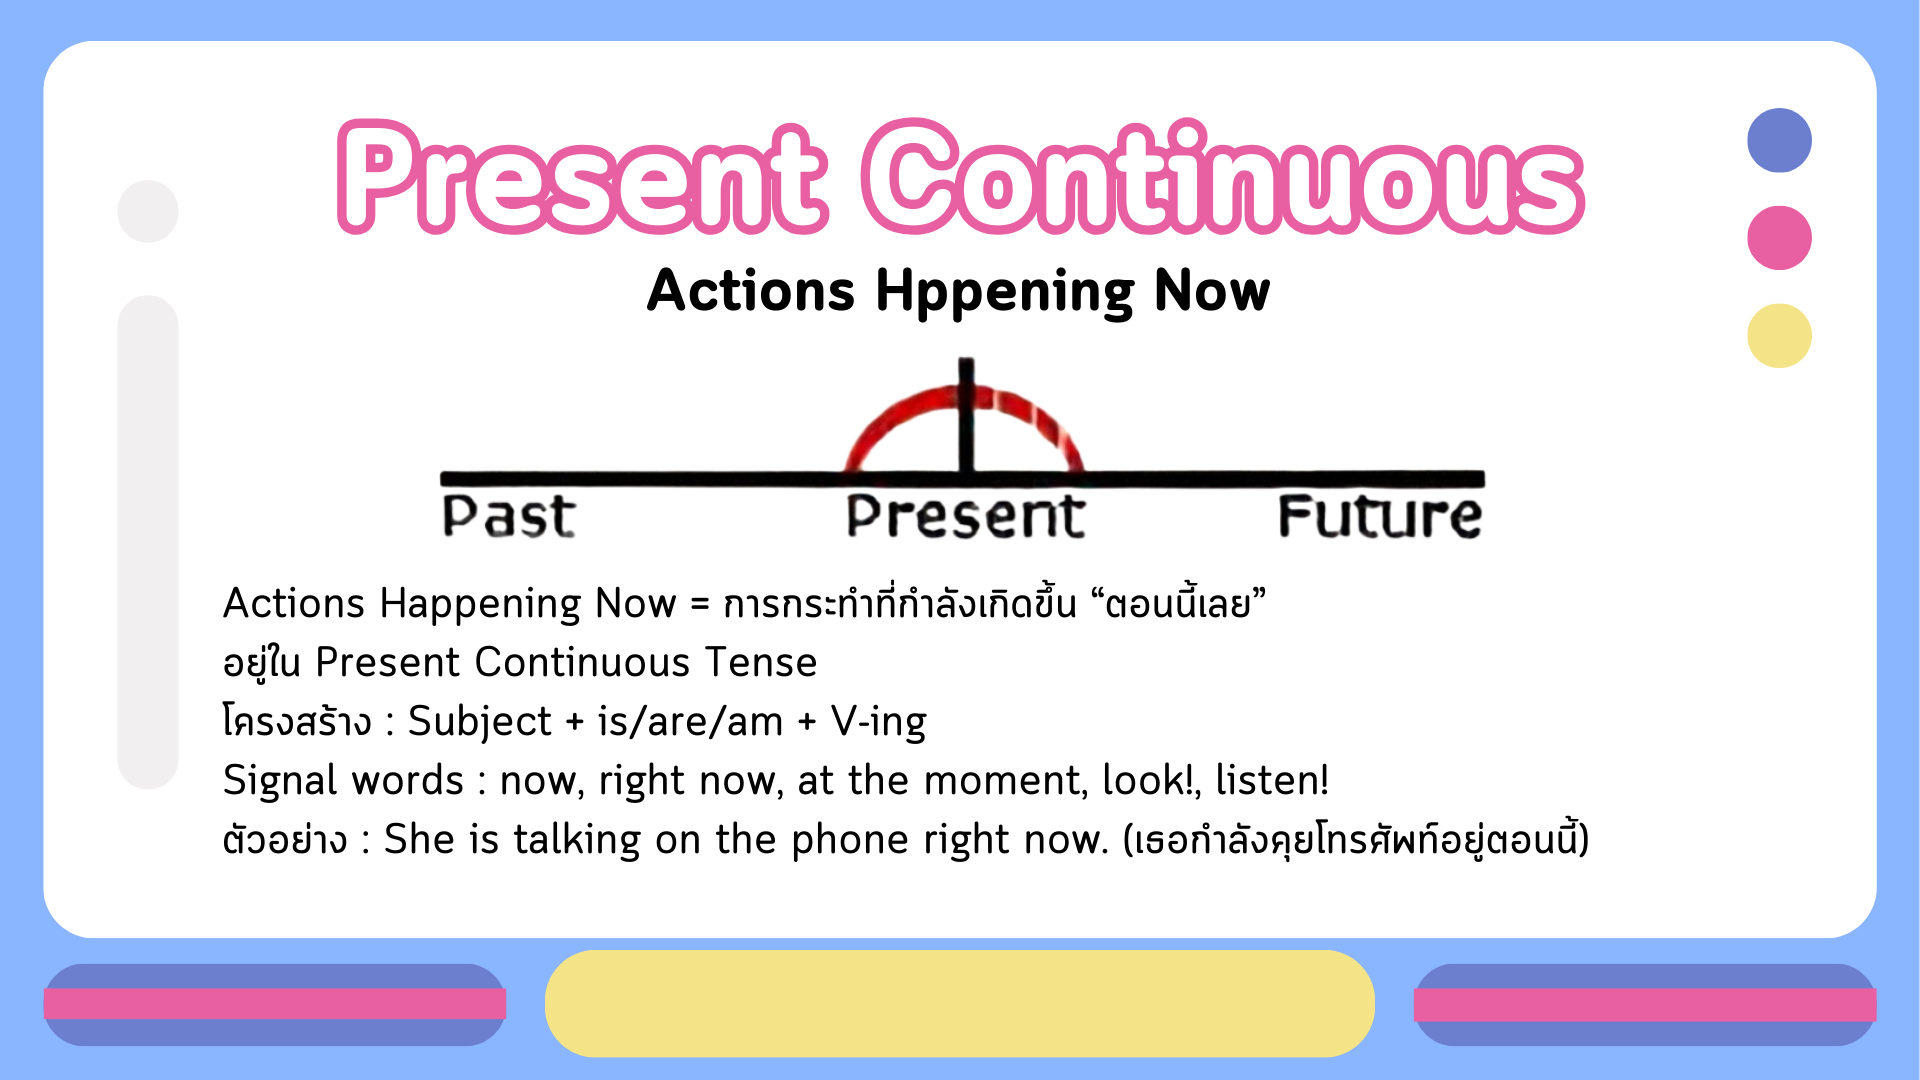 Present Continuous
Actions Hppening Now
Past Present Future
Actions Happening Now = การกระทำที่กำลังเกิดขึ้น “ตอนนี้เลย”
อยู่ใน Present Continuous Tense
โครงสร้าง : Subject + is/are/am + V-ing
Signal words : now, right now, at the moment, look!, listen!
ตัวอย่าง : She is talking on the phone right now. (เธอกำลังคุยโทรศัพท์อยู่ตอนนี้)